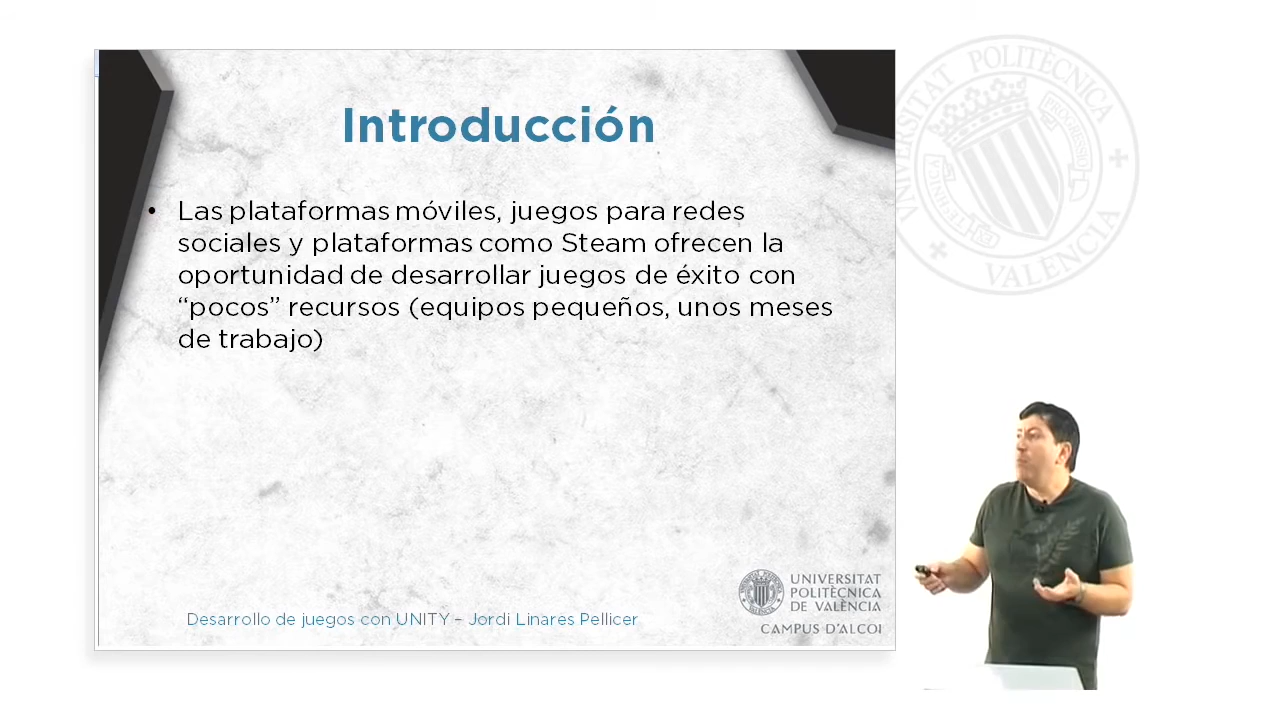 Introducción
• Las plataformas móviles, juegos para redes
sociales y plataformas como Steam ofrecen la
oportunidad de desarrollar juegos de éxito con
“pocos” recursos (equipos pequeños, unos meses
de trabajo)
Desarrollo de juegos con UNITY – Jordi Linares Pellicer
UNIVERSITAT
POLITÈCNICA
DE VALÈNCIA
CAMPUS D'ALCOI
UNIVERSITAT POLITÈCNICA
VALÈNCIA